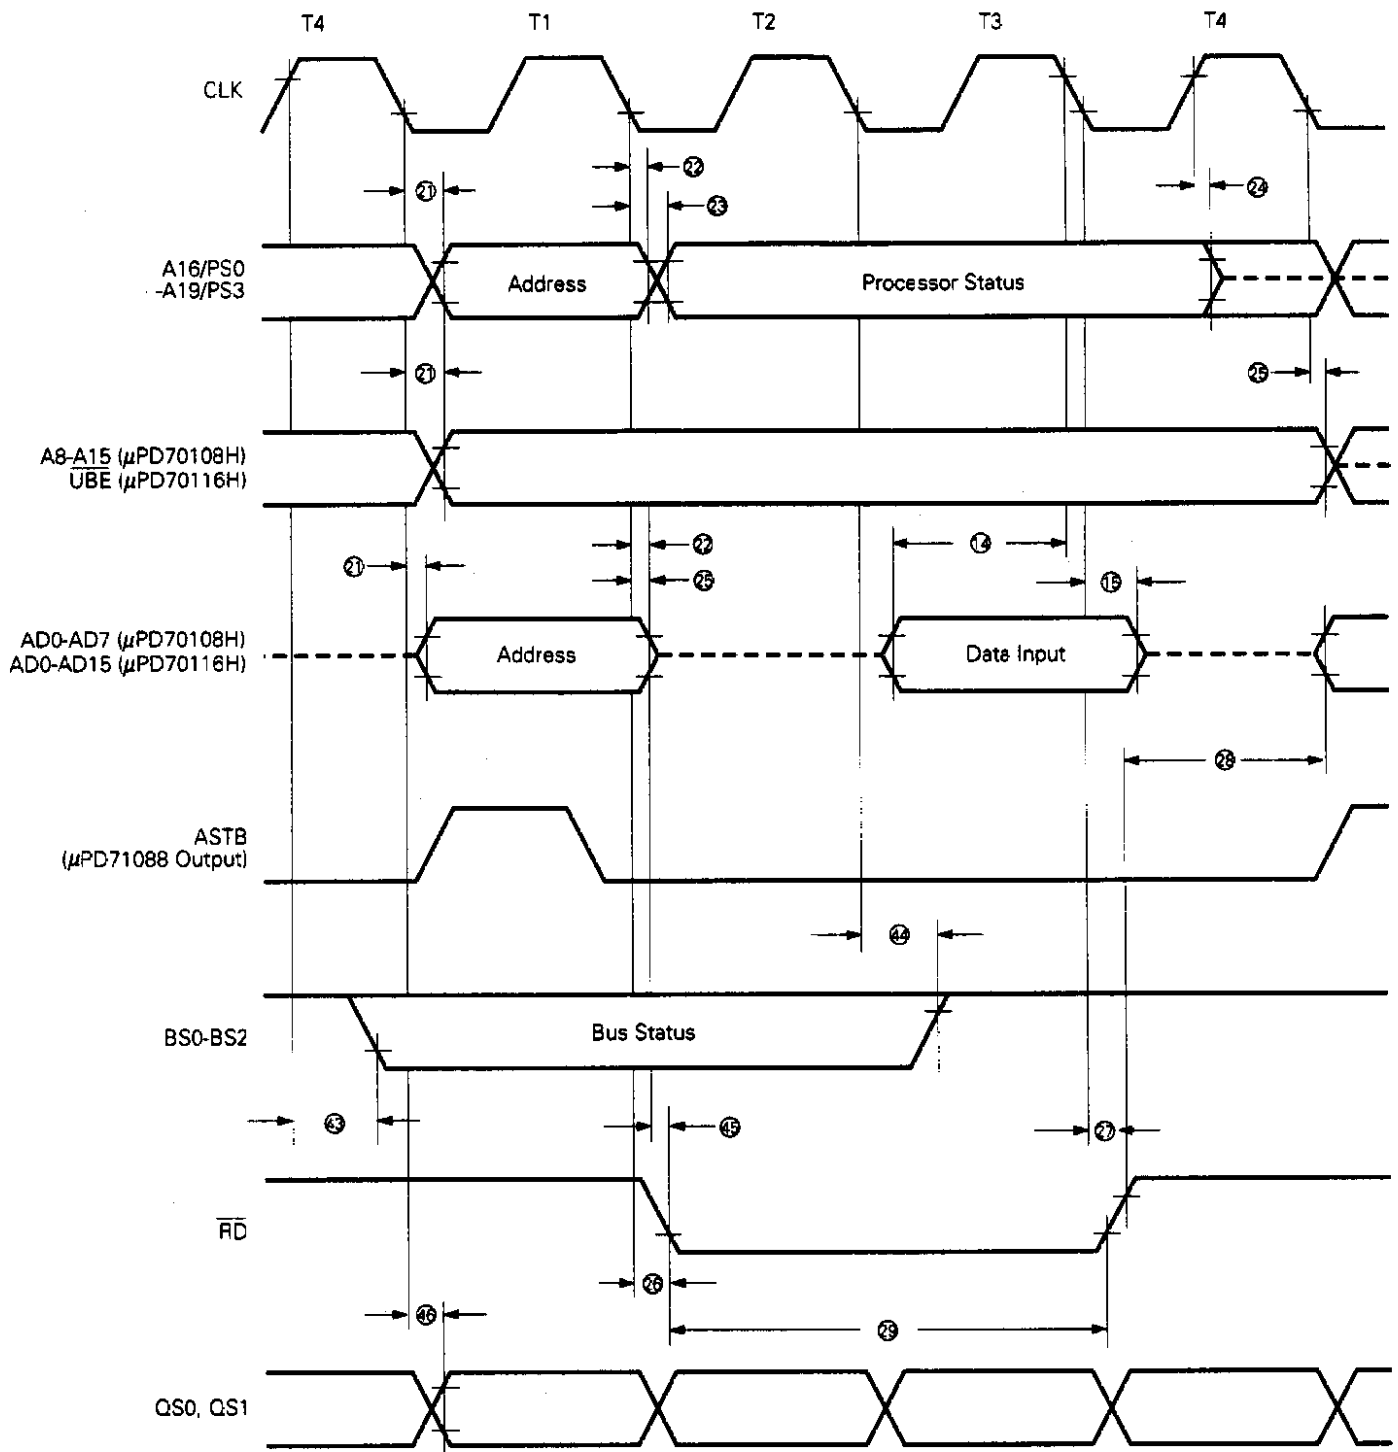 T4 T1 T2 T3 T4
CLK
㉒
㉑ ㉔
㉓
A16/PS0
-A19/PS3
Address Processor Status
㉑ ㉕
A8-A15 (μPD70108H)
UBE (μPD70116H)
㉒ ⑭
㉑
㉕ ⑮
AD0-AD7 (μPD70108H)
AD0-AD15 (μPD70116H)
Address Data Input
㉘
ASTB
(μPD71088 Output)
㊹
BS0-BS2 Bus Status
㊸ ㊺ ㉗
RD
㉖
㊻ ㉙
QS0, QS1